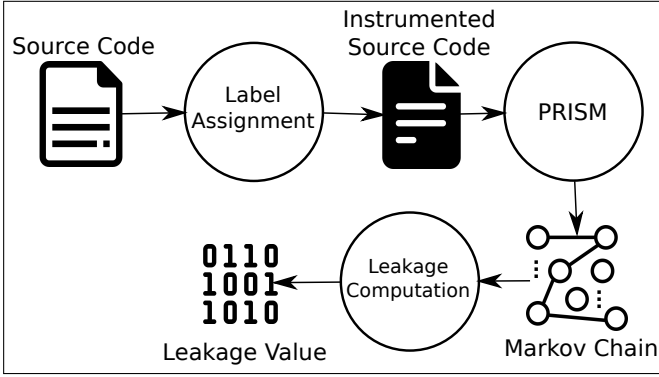 Source Code
Label
Assignment
Instrumented
Source Code
PRISM
Markov Chain
Leakage
Computation
0110
1001
1010
Leakage Value